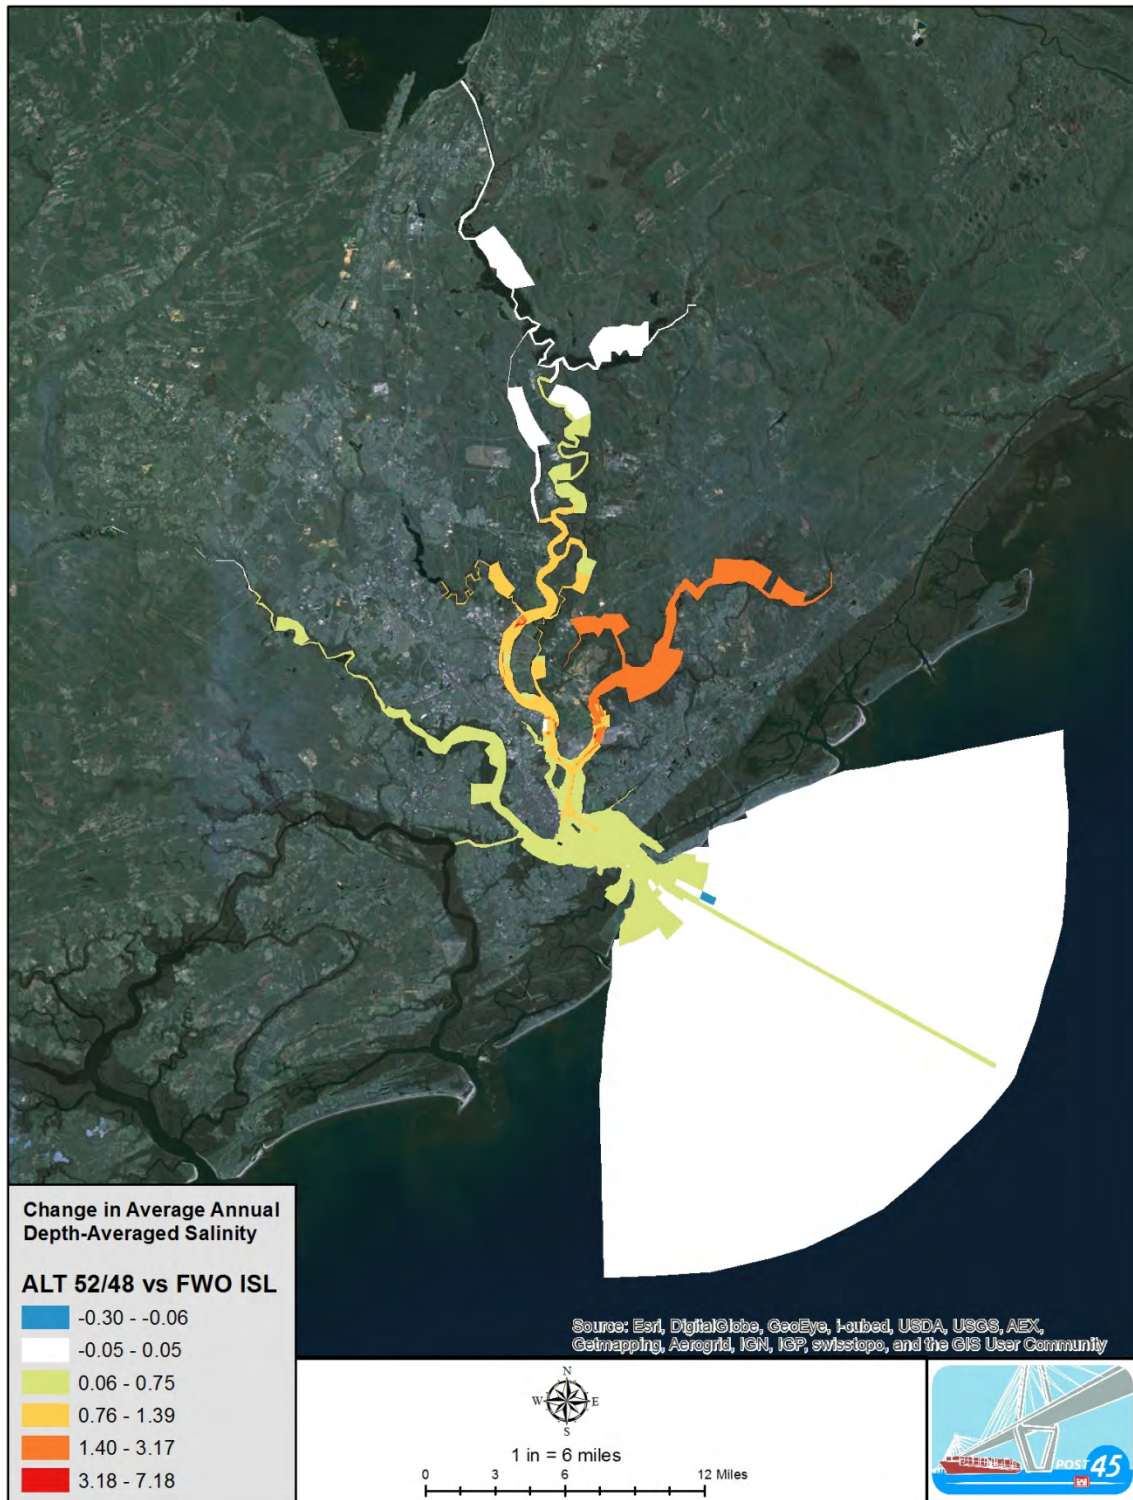 Source: Esri, DigitalGlobe, GeoEye, i-cubed, USDA, USGS, AEX,
Getmapping, Aerogrid, IGN, IGP, swisstopo, and the GIS User Community
Change in Average Annual
Depth-Averaged Salinity
ALT 52/48 vs FWO ISL
-0.30 - -0.06
-0.05 - 0.05
0.06 - 0.75
0.76 - 1.39
1.40 - 3.17
3.18 - 7.18
N
W E
S
1 in = 6 miles
0 3 6 12 Miles
POST 45